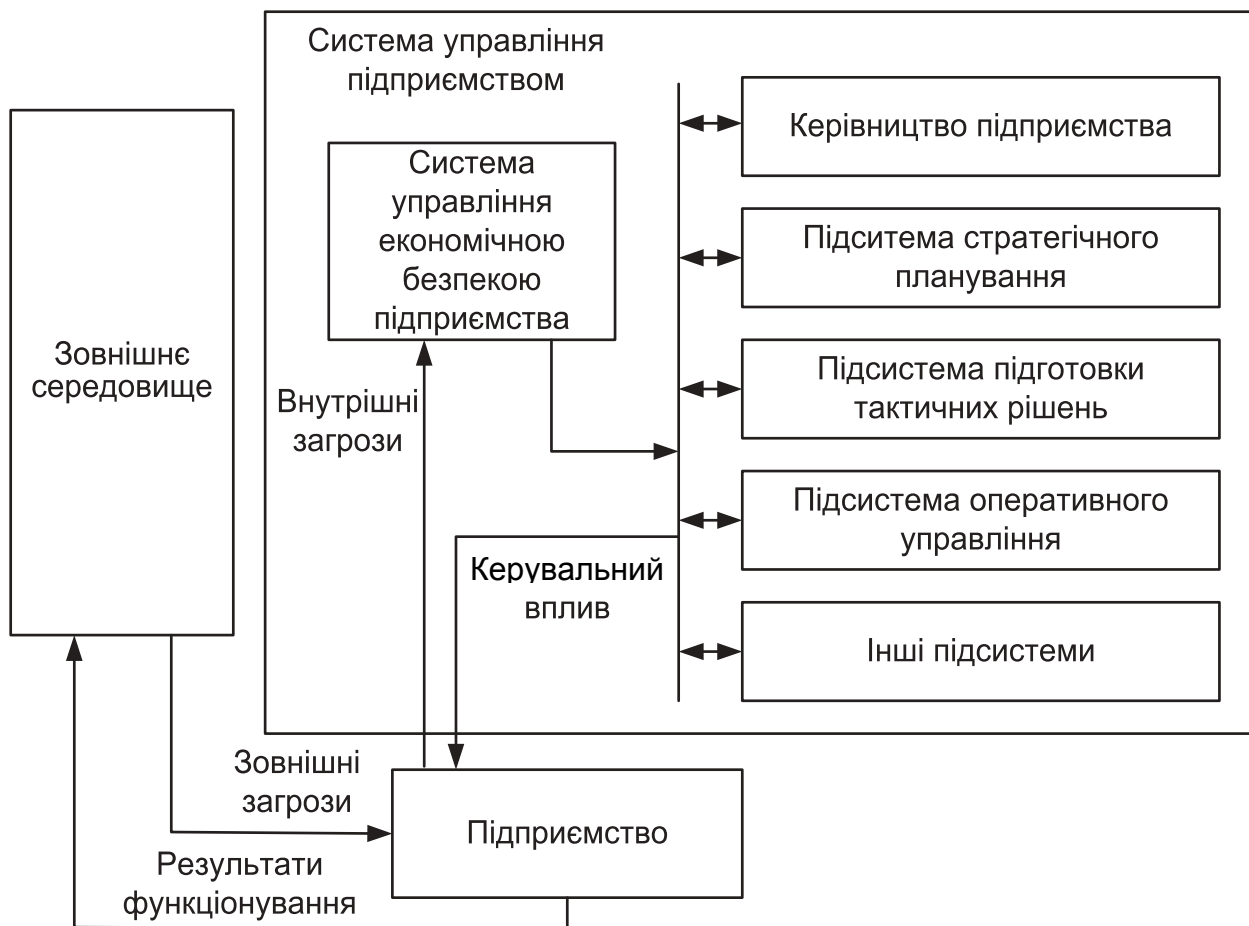 Система управління
підприємством
Керівництво підприємства
Система
управління
економічною
безпекою
підприємства
Підситема стратегічного
планування
Зовнішнє
середовище
Підсистема підготовки
тактичних рішень
Внутрішні
загрози
Підсистема оперативного
управління
Керувальний
вплив
Інші підсистеми
Зовнішні
загрози
Підприємство
Результати
функціонування